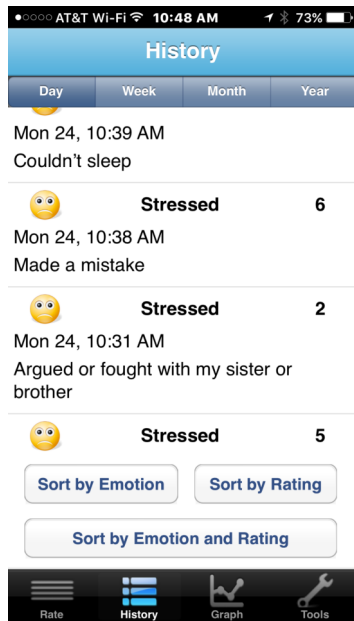 AT&T Wi-Fi 10:48 AM 73%
History
Day Week Month Year
Mon 24, 10:39 AM
Couldn't sleep
Stressed 6
Mon 24, 10:38 AM
Made a mistake
Stressed 2
Mon 24, 10:31 AM
Argued or fought with my sister or
brother
Stressed 5
Sort by Emotion Sort by Rating
Sort by Emotion and Rating
Rate History Graph Tools